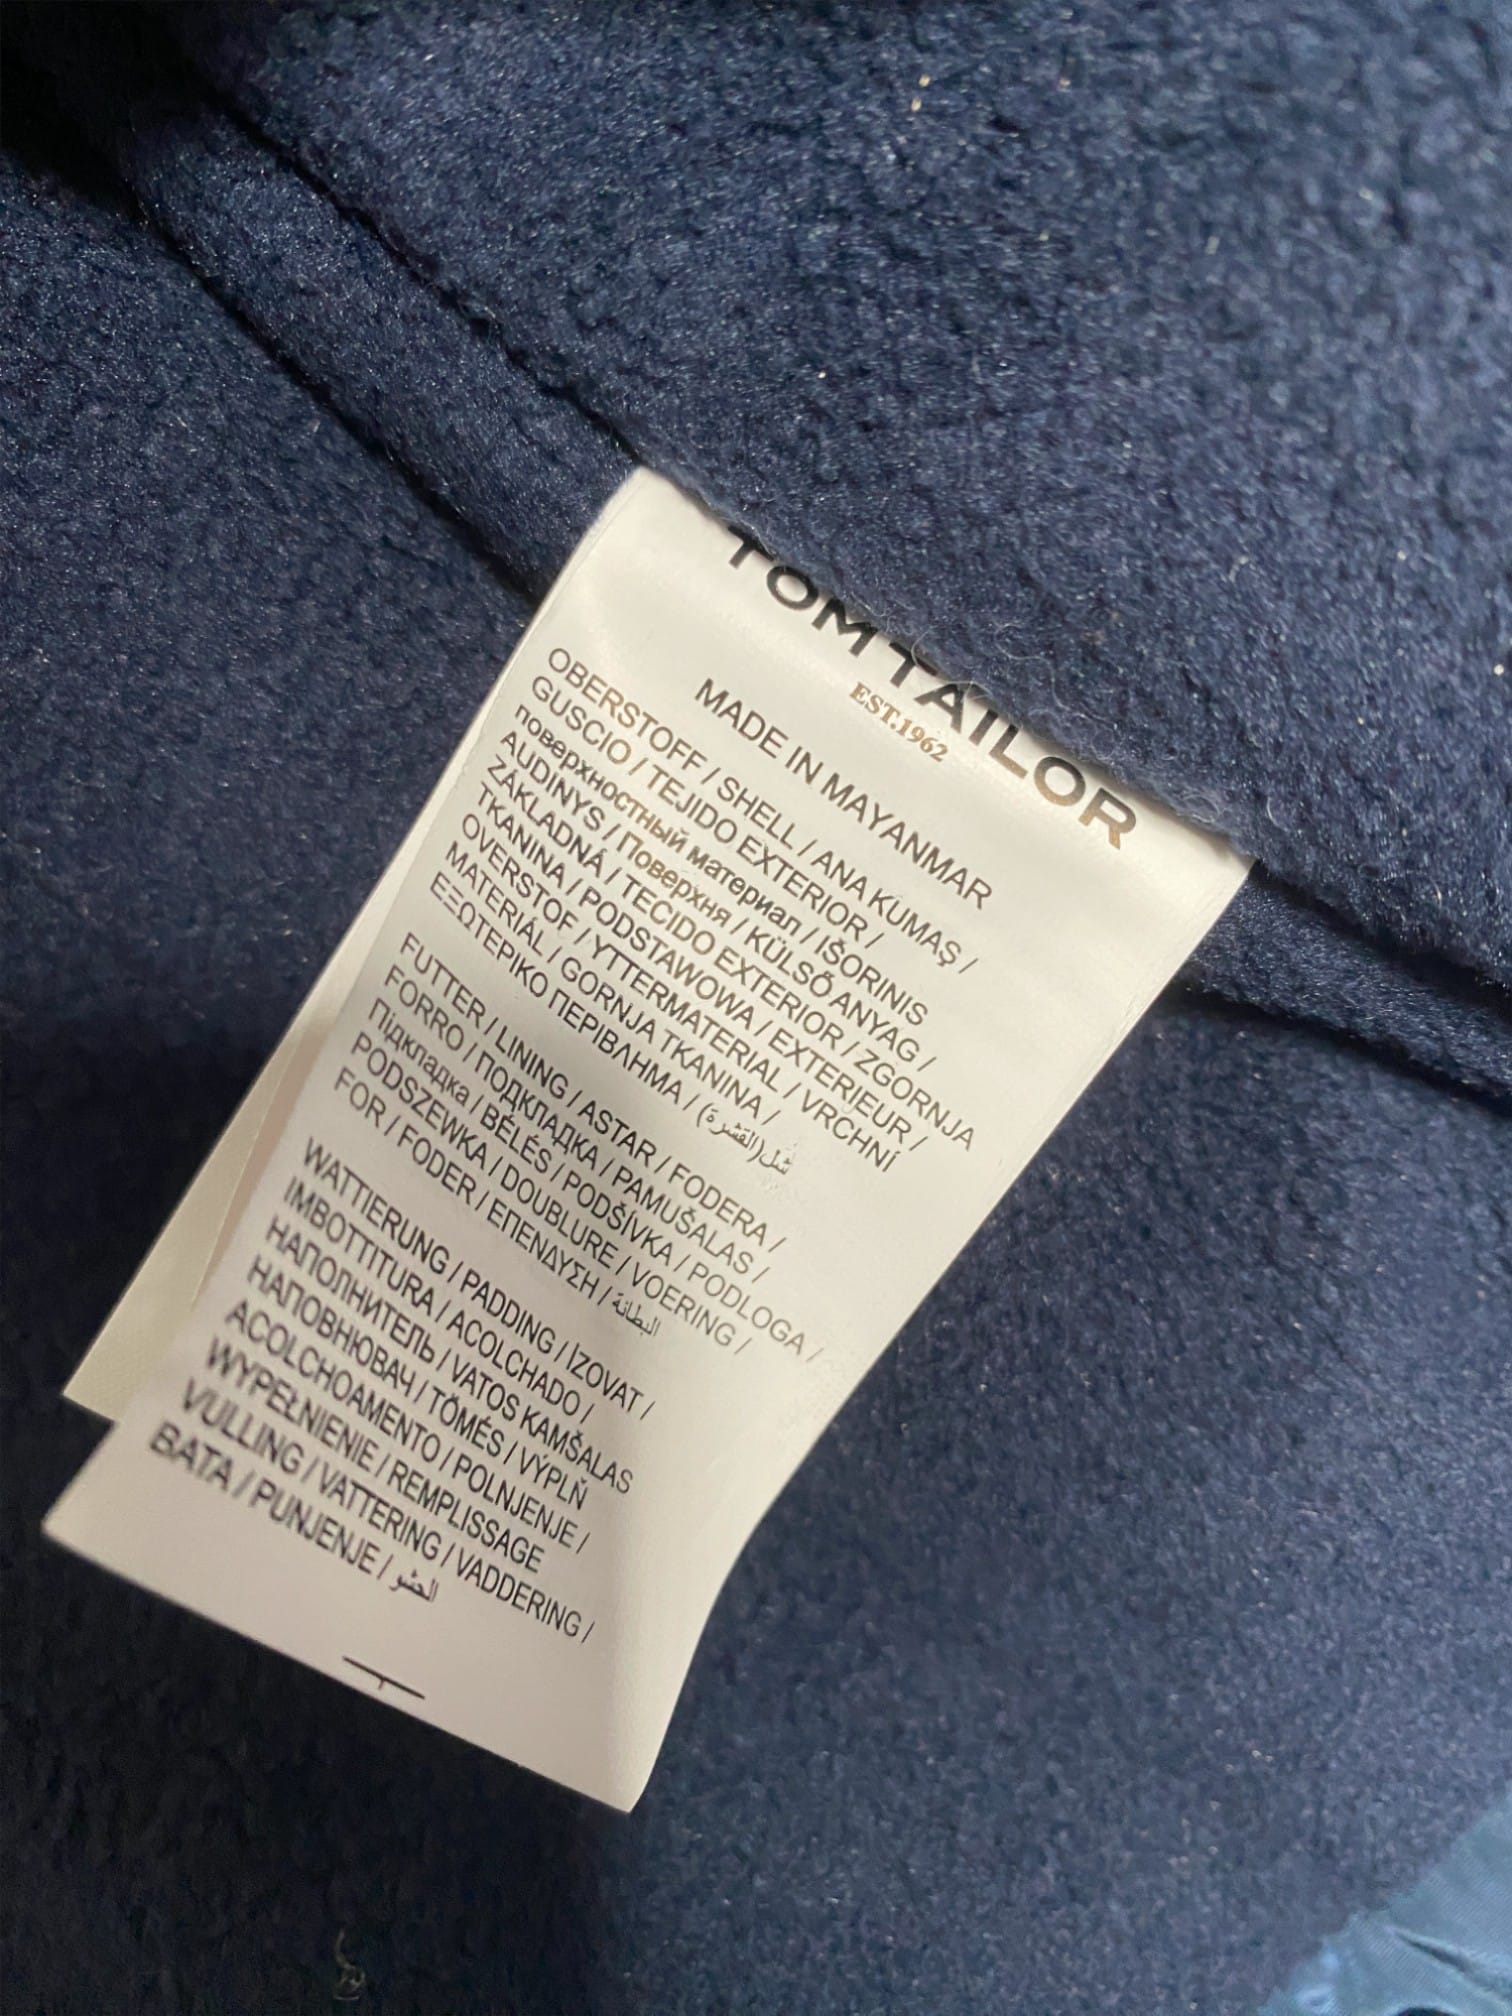 TOM TAILOR
EST.1962
MADE IN MAYANMAR
OBERSTOFF / SHELL / ANA KUMAŞ /
GUSCIO / TEJIDO EXTERIOR /
поверхностный материал / IŠORINIS
AUDINYS / Поверхня / KÜLSŐ ANYAG /
ZÁKLADNÁ / TECIDO EXTERIOR / ZGORNJA
TKANINA / PODSTAWOWA / EXTERIEUR /
OVERSTOF / YTTERMATERIAL / VRCHNÍ
MATERIÁL / GORNJA TKANINA /
ΕΞΩΤΕΡΙΚΟ ΠΕΡΙΒΛΗΜΑ / شل(القشرة)
FUTTER / LINING / ASTAR / FODERA /
FORRO / ПОДКЛАДКА / PAMUŠALAS /
Підкладка / BÉLÉS / PODŠÍVKA / PODLOGA /
PODSZEWKA / DOUBLURE / VOERING /
FOR / FODER / ΕΠΕΝΔΥΣΗ / البطانة
WATTIERUNG / PADDING / İZOVAT /
IMBOTTITURA / ACOLCHADO /
НАПОЛНИТЕЛЬ / VATOS KAMŠALAS
НАПОВНЮВАЧ / TÖMÉS / VÝPLŇ
ACOLCHOAMENTO / POLNJENJE /
WYPEŁNIENIE / REMPLISSAGE
VULLING / VATTERING / VADDERING /
BATA / PUNJENJE / الحشو